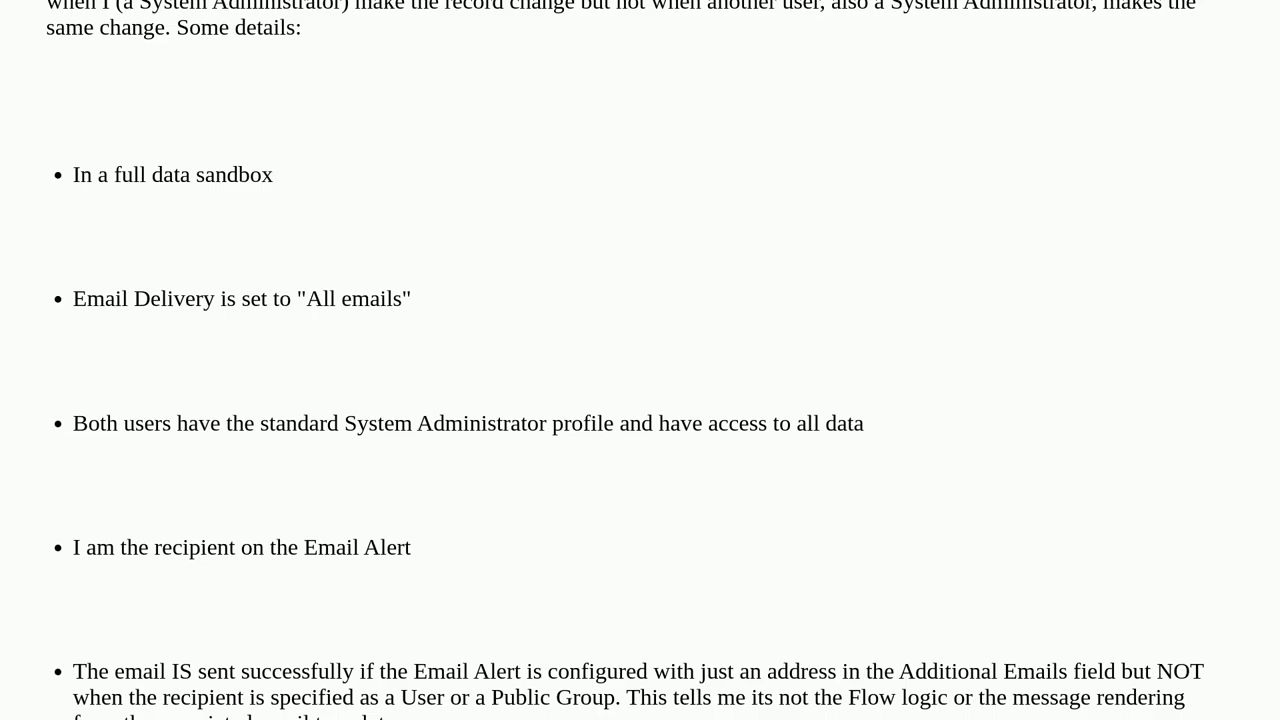 when I (a System Administrator) make the record change but not when another user, also a System Administrator, makes the
same change. Some details:
• In a full data sandbox
• Email Delivery is set to "All emails"
• Both users have the standard System Administrator profile and have access to all data
• I am the recipient on the Email Alert
• The email IS sent successfully if the Email Alert is configured with just an address in the Additional Emails field but NOT
when the recipient is specified as a User or a Public Group. This tells me its not the Flow logic or the message rendering